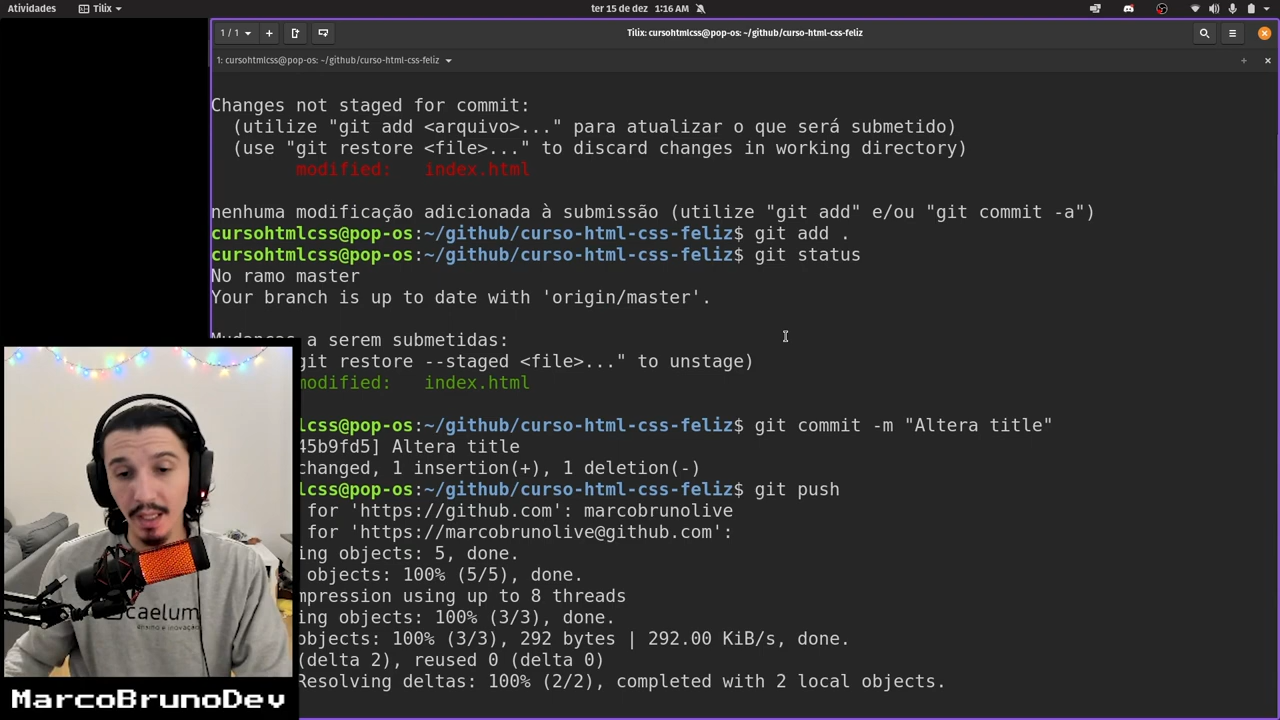 Atividades
Tilix
ter 15 de dez 1:16 AM
1 / 1
Tilix: cursohtmlcss@pop-os: ~/github/curso-html-css-feliz
1: cursohtmlcss@pop-os: ~/github/curso-html-css-feliz
Changes not staged for commit:
(utilize "git add <arquivo>..." para atualizar o que será submetido)
(use "git restore <file>..." to discard changes in working directory)
modified: index.html
nenhuma modificação adicionada à submissão (utilize "git add" e/ou "git commit -a")
cursohtmlcss@pop-os:~/github/curso-html-css-feliz$ git add .
cursohtmlcss@pop-os:~/github/curso-html-css-feliz$ git status
No ramo master
Your branch is up to date with 'origin/master'.
Mudanças a serem submetidas:
git restore --staged <file>..." to unstage)
modified: index.html
lcss@pop-os:~/github/curso-html-css-feliz$ git commit -m "Altera title"
45b9fd5] Altera title
changed, 1 insertion(+), 1 deletion(-)
lcss@pop-os:~/github/curso-html-css-feliz$ git push
for 'https://github.com': marcobrunolive
for 'https://marcobrunolive@github.com':
ing objects: 5, done.
objects: 100% (5/5), done.
mpression using up to 8 threads
ing objects: 100% (3/3), done.
objects: 100% (3/3), 292 bytes | 292.00 KiB/s, done.
(delta 2), reused 0 (delta 0)
Resolving deltas: 100% (2/2), completed with 2 local objects.
caelum
MarcoBrunoDev